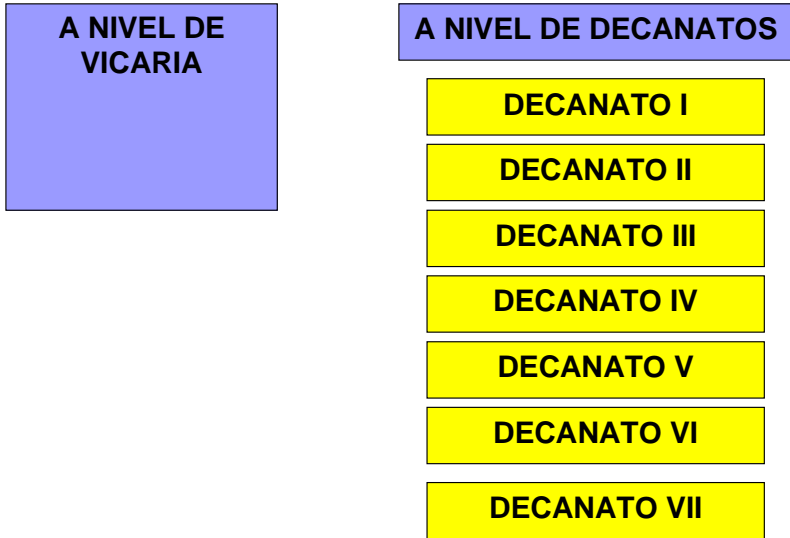 A NIVEL DE
VICARIA
A NIVEL DE DECANATOS
DECANATO I
DECANATO II
DECANATO III
DECANATO IV
DECANATO V
DECANATO VI
DECANATO VII